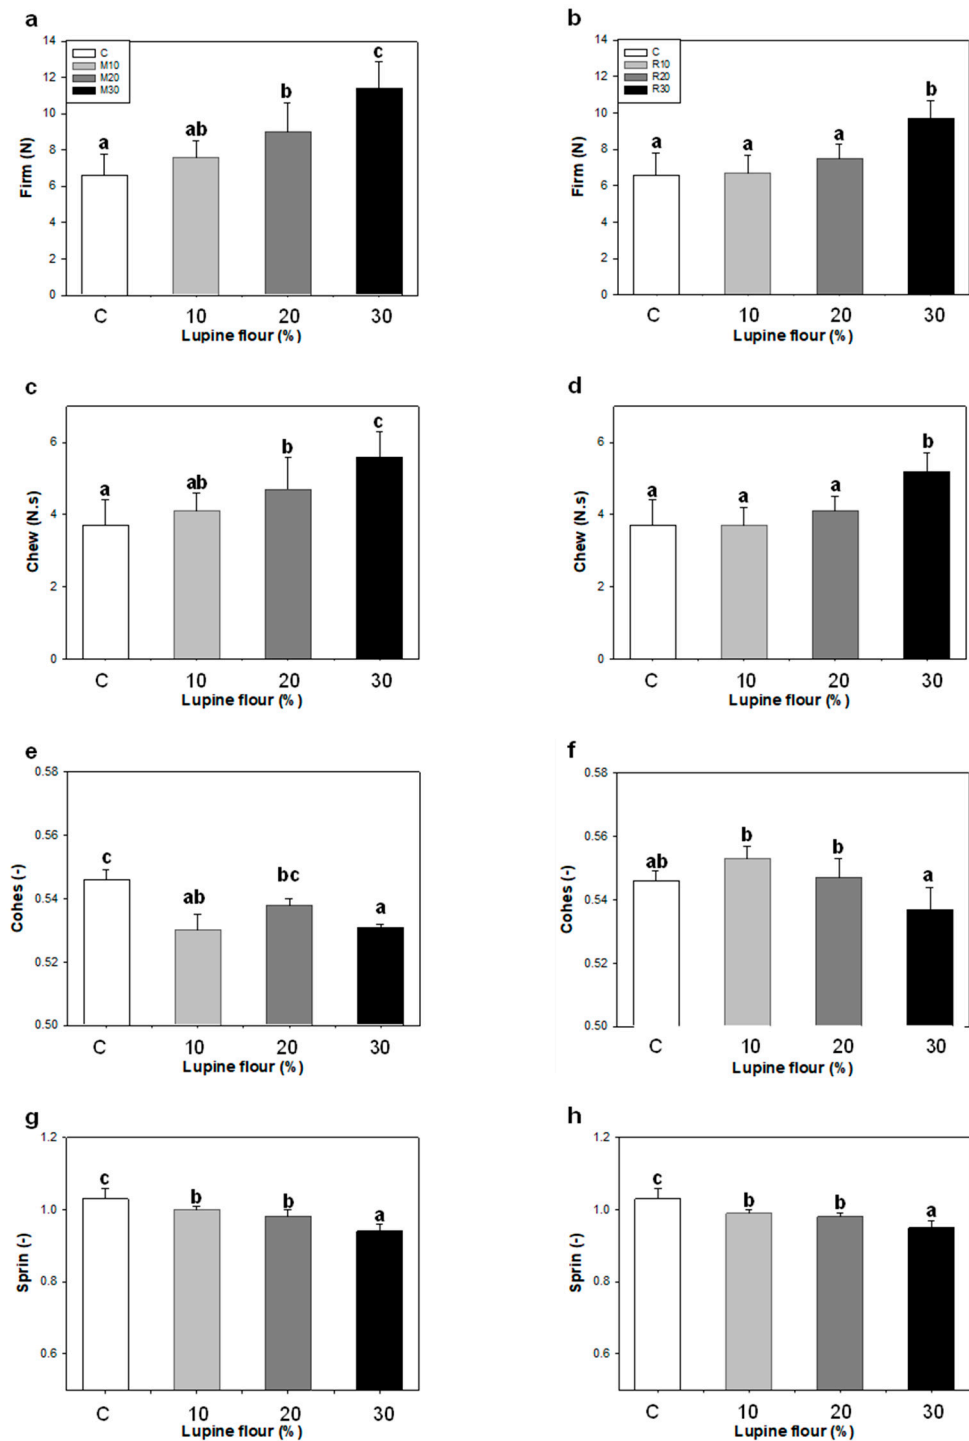 a
14
12
10
8
6
4
2
0
Firm (N)
C
M10
M20
M30
a
ab
b
c
C 10 20 30
Lupine flour (%)
b
14
12
10
8
6
4
2
0
Firm (N)
C
R10
R20
R30
a
a
a
b
C 10 20 30
Lupine flour (%)
c
6
4
2
0
Chew (N.s)
a
ab
b
c
C 10 20 30
Lupine flour (%)
d
6
4
2
0
Chew (N.s)
a
a
a
b
C 10 20 30
Lupine flour (%)
e
0.58
0.56
0.54
0.52
0.50
Cohes (-)
c
ab
bc
a
C 10 20 30
Lupine flour (%)
f
0.58
0.56
0.54
0.52
0.50
Cohes (-)
ab
b
b
a
C 10 20 30
Lupine flour (%)
g
1.2
1.0
0.8
0.6
Sprin (-)
c
b
b
a
C 10 20 30
Lupine flour (%)
h
1.2
1.0
0.8
0.6
Sprin (-)
c
b
b
a
C 10 20 30
Lupine flour (%)